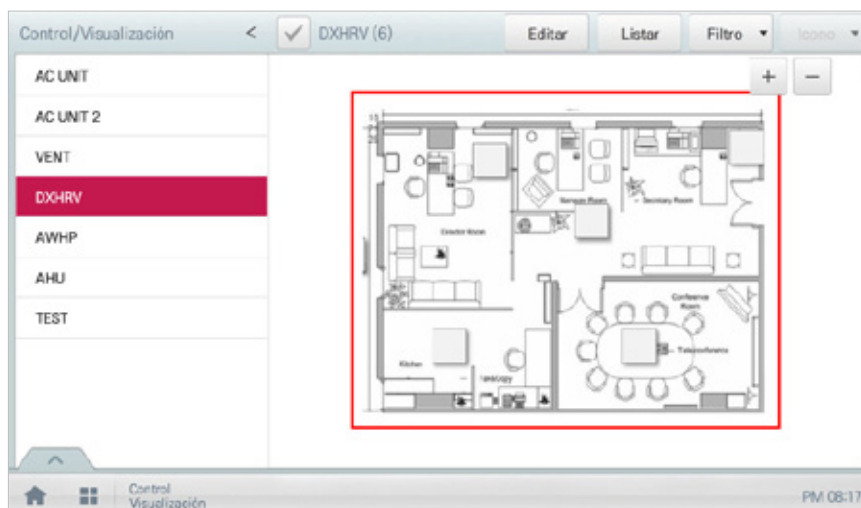 Control/Visualización
<
DXHRV (6)
Editar
Listar
Filtro
Icono
AC UNIT
AC UNIT 2
VENT
DXHRV
AWHP
AHU
TEST
+
−
Secretary Room
Director Room
Conference
Room
Kitchen
Teleconference
Control
Visualización
PM 08:17